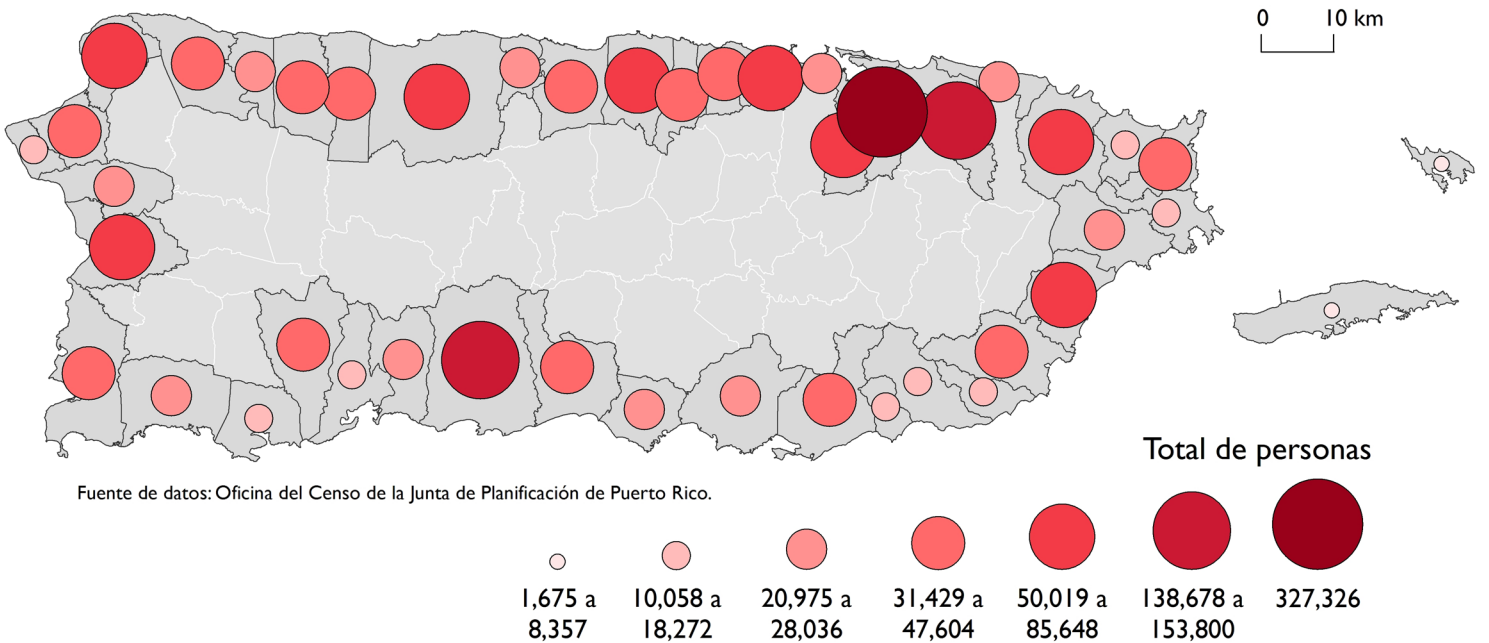 0 10 km
Total de personas
Fuente de datos: Oficina del Censo de la Junta de Planificación de Puerto Rico.
1,675 a 10,058 a 20,975 a 31,429 a 50,019 a 138,678 a 327,326
8,357 18,272 28,036 47,604 85,648 153,800